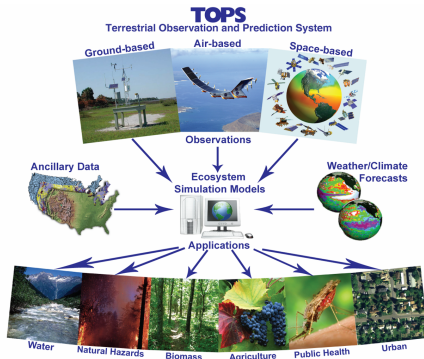 TOPS
Terrestrial Observation and Prediction System
Ground-based
Air-based
Space-based
Observations
Ancillary Data
Ecosystem
Simulation Models
Weather/Climate
Forecasts
Applications
Water
Natural Hazards
Biomass
Agriculture
Public Health
Urban